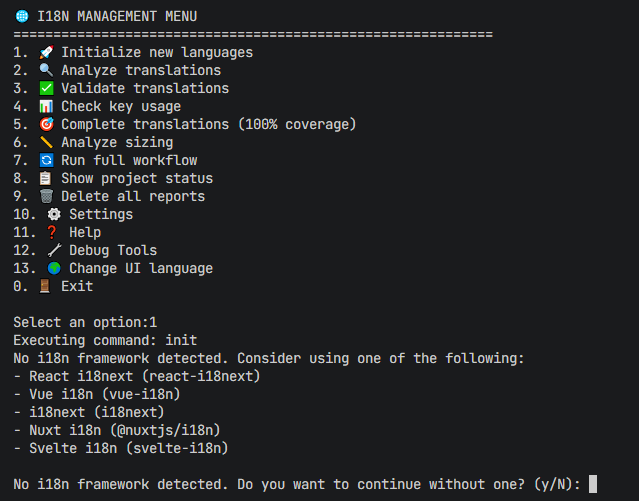 🌐 I18N MANAGEMENT MENU
============================================================
1. 🚀 Initialize new languages
2. 🔍 Analyze translations
3. ✅ Validate translations
4. 📊 Check key usage
5. 🎯 Complete translations (100% coverage)
6. 📏 Analyze sizing
7. 🔄 Run full workflow
8. 📋 Show project status
9. 🗑️ Delete all reports
10. ⚙️ Settings
11. ❓ Help
12. 🔧 Debug Tools
13. 🌍 Change UI language
0. 🚪 Exit
Select an option:1
Executing command: init
No i18n framework detected. Consider using one of the following:
- React i18next (react-i18next)
- Vue i18n (vue-i18n)
- i18next (i18next)
- Nuxt i18n (@nuxtjs/i18n)
- Svelte i18n (svelte-i18n)
No i18n framework detected. Do you want to continue without one? (y/N):